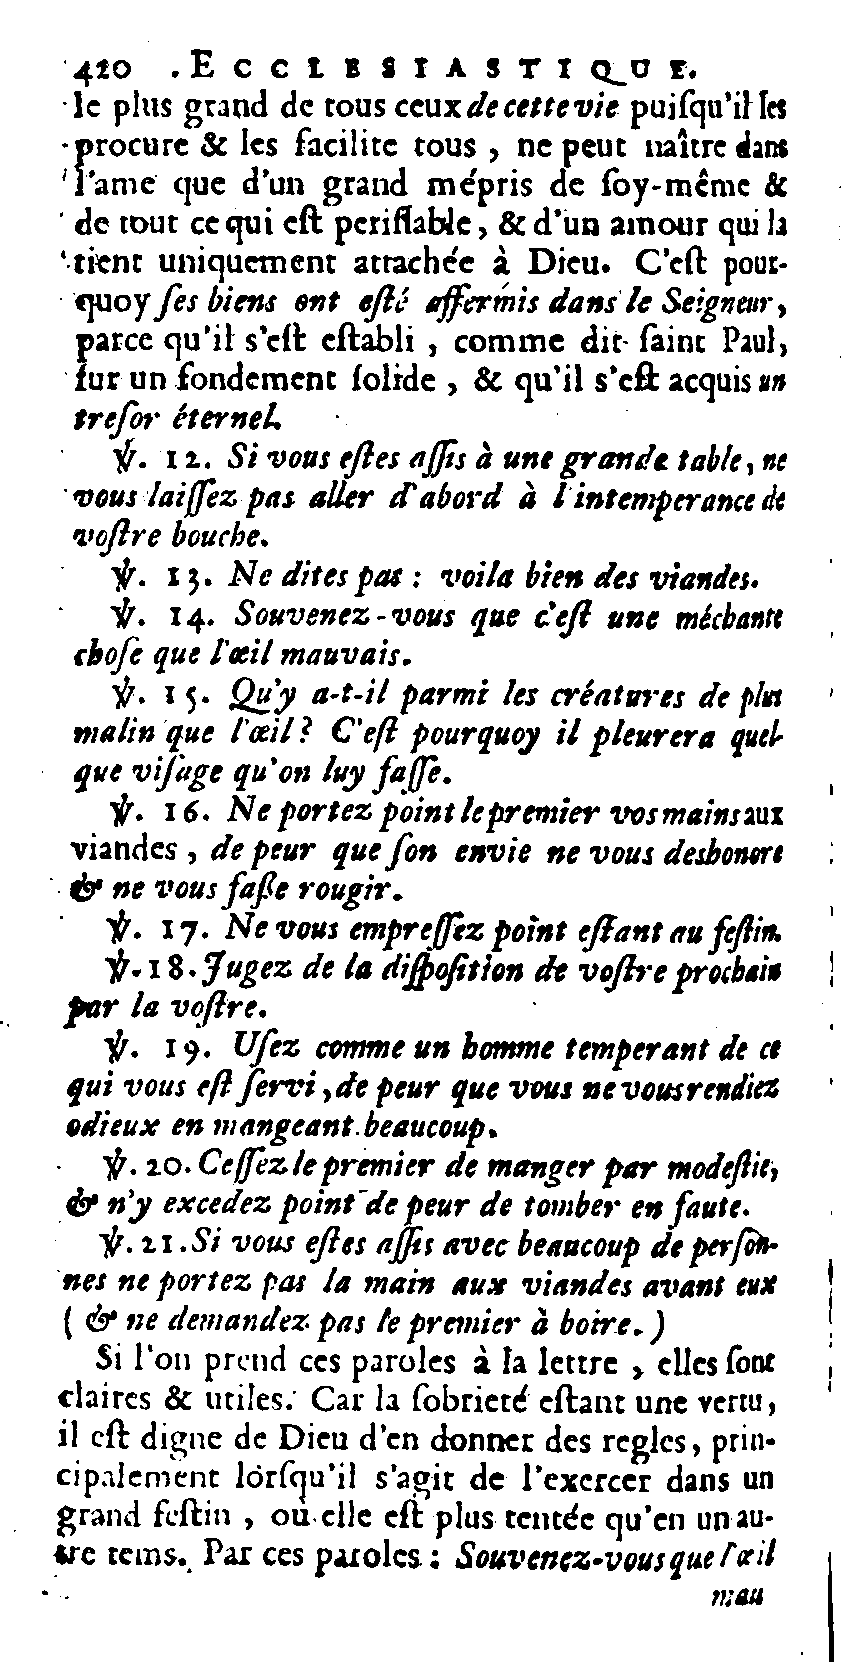 420 . ECCLESIASTIQUE.
le plus grand de tous ceux de cette vie puiſqu'il les
procure & les facilite tous , ne peut naître dans
l'ame que d'un grand mépris de ſoy-même &
de tout ce qui eſt periſſable, & d'un amour qui la
tient uniquement attachée à Dieu. C'eſt pour-
quoy ſes biens ont eſté affermis dans le Seigneur,
parce qu'il s'eſt eſtabli , comme dit ſaint Paul,
ſur un fondement ſolide , & qu'il s'eſt acquis un
treſor éternel.
℣. 12. Si vous eſtes aſſis à une grande table, ne
vous laiſſez pas aller d'abord à l'intemperance de
voſtre bouche.
℣. 13. Ne dites pas : voila bien des viandes.
℣. 14. Souvenez-vous que c'eſt une méchante
choſe que l'œil mauvais.
℣. 15. Qu'y a-t-il parmi les créatures de plus
malin que l'œil? C'eſt pourquoy il pleurera quel-
que viſage qu'on luy faſſe.
℣. 16. Ne portez point le premier vos mains aux
viandes , de peur que ſon envie ne vous deshonore
& ne vous faſſe rougir.
℣. 17. Ne vous empreſſez point eſtant au feſtin.
℣. 18. Jugez de la diſpoſition de voſtre prochain
par la voſtre.
℣. 19. Uſez comme un homme temperant de ce
qui vous eſt ſervi, de peur que vous ne vous rendiez
odieux en mangeant beaucoup.
℣. 20. Ceſſez le premier de manger par modeſtie,
& n'y excedez point de peur de tomber en faute.
℣. 21. Si vous eſtes aſſis avec beaucoup de perſon-
nes ne portez pas la main aux viandes avant eux
( & ne demandez pas le premier à boire. )
Si l'on prend ces paroles à la lettre , elles ſont
claires & utiles. Car la ſobrieté eſtant une vertu,
il eſt digne de Dieu d'en donner des regles, prin-
cipalement lorſqu'il s'agit de l'exercer dans un
grand feſtin , où elle eſt plus tentée qu'en un au-
tre tems. Par ces paroles : Souvenez-vous que l'œil
mau